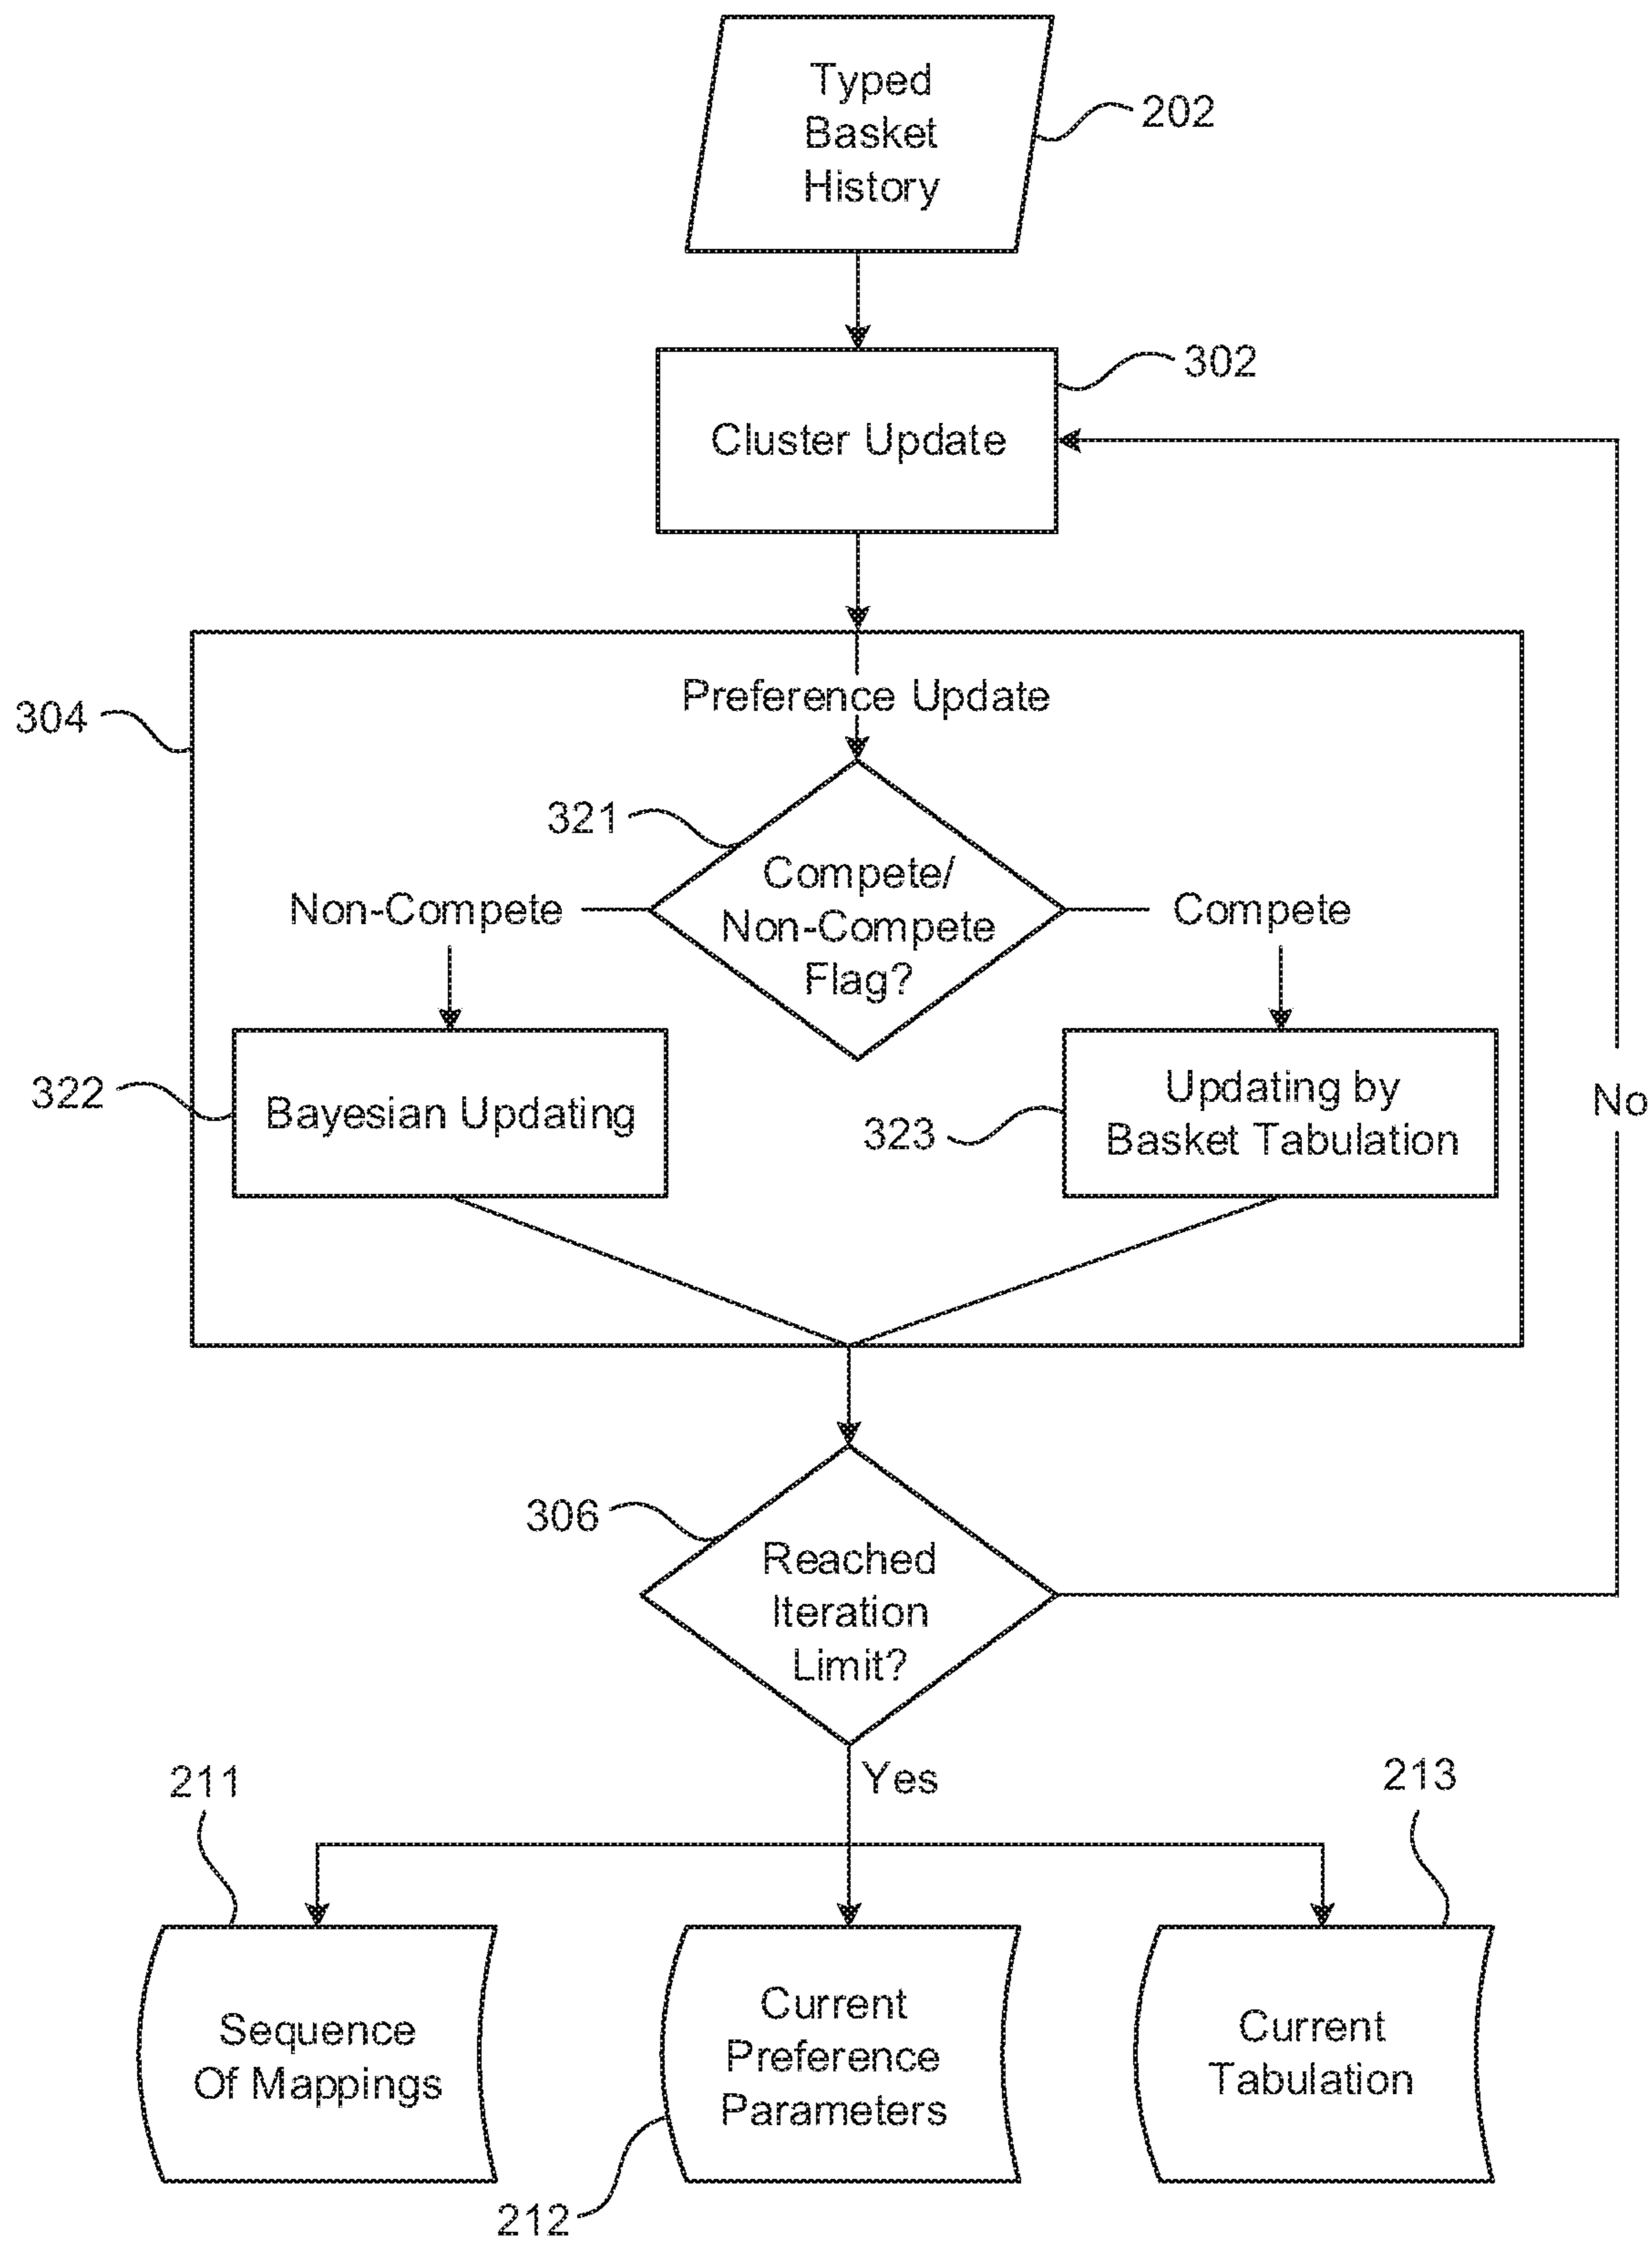 Typed
Basket
History
202
302
Cluster Update
304
Preference Update
321
Compete/
Non-Compete
Flag?
Non-Compete
Compete
322
Bayesian Updating
323
Updating by
Basket Tabulation
No
306
Reached
Iteration
Limit?
Yes
211
213
Sequence
Of Mappings
Current
Preference
Parameters
Current
Tabulation
212